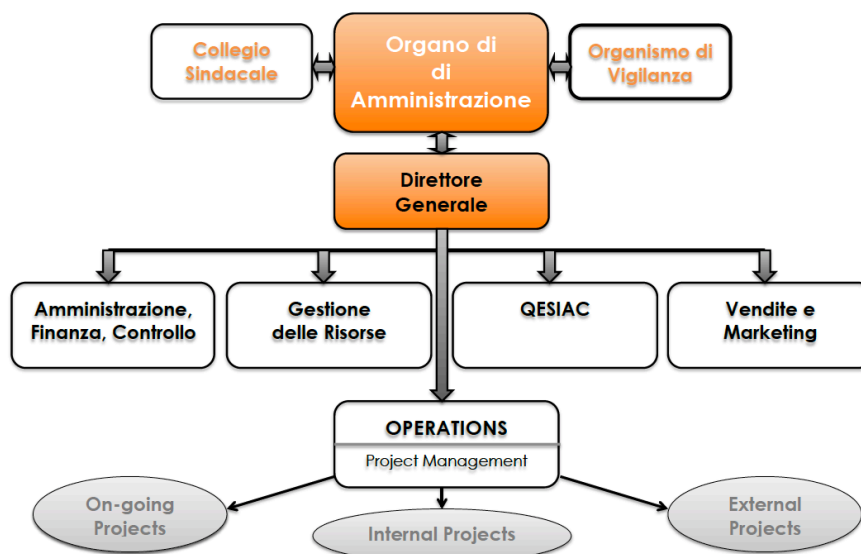 Collegio
Sindacale
Organo di
di
Amministrazione
Organismo di
Vigilanza
Direttore
Generale
Amministrazione,
Finanza, Controllo
Gestione
delle Risorse
QESIAC
Vendite e
Marketing
OPERATIONS
Project Management
On-going
Projects
Internal Projects
External
Projects